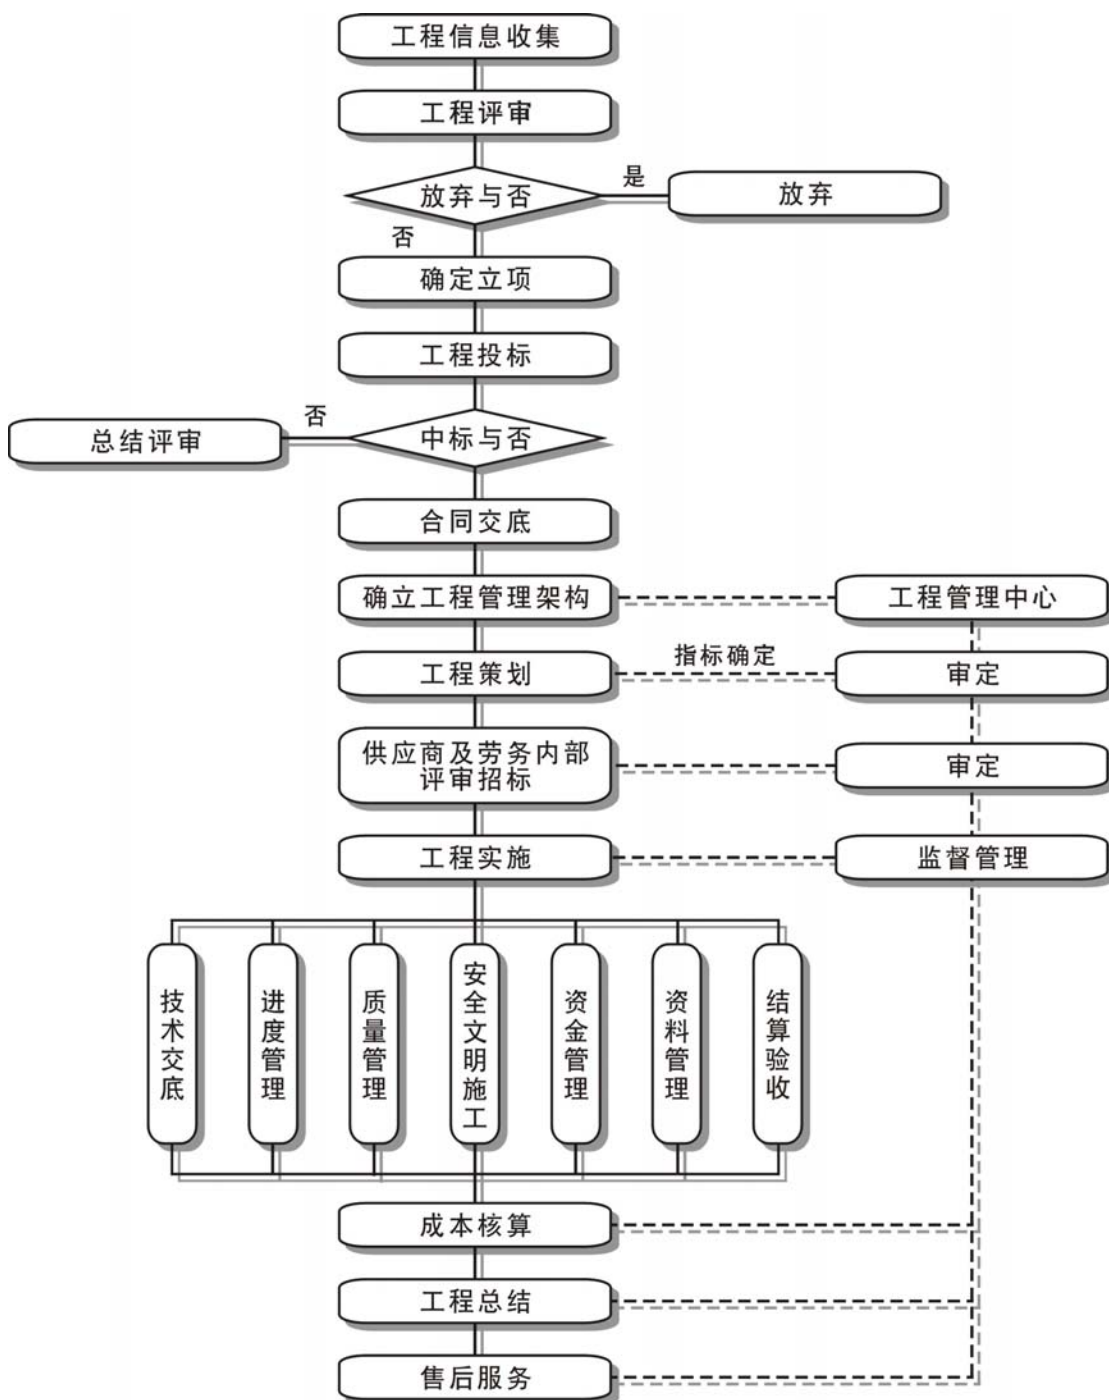 工程信息收集
工程评审
放弃与否
是
放弃
否
确定立项
工程投标
否
总结评审
中标与否
合同交底
确立工程管理架构
工程管理中心
指标确定
工程策划
审定
供应商及劳务内部
评审招标
审定
工程实施
监督管理
技术交底
进度管理
质量管理
安全文明施工
资金管理
资料管理
结算验收
成本核算
工程总结
售后服务